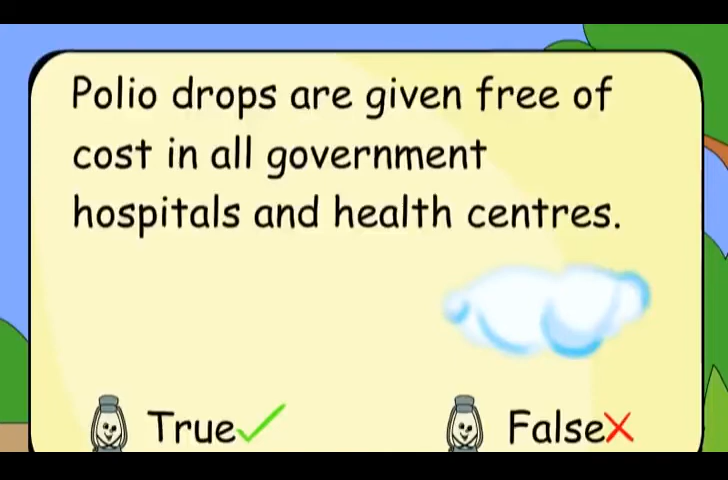 Polio drops are given free of
cost in all government
hospitals and health centres.
True False